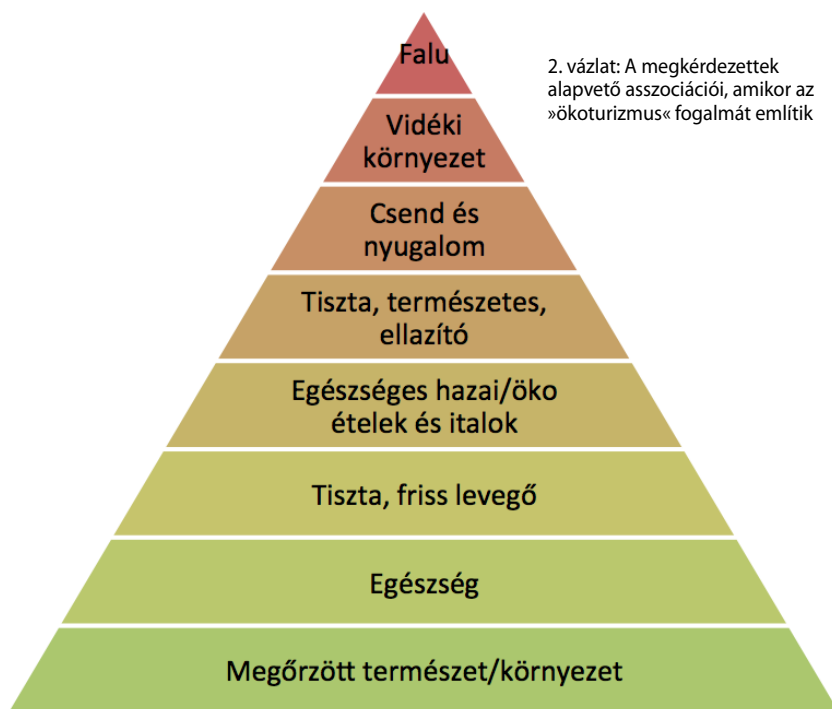 Falu
2. vázlat: A megkérdezettek
alapvető asszociációi, amikor az
»ökoturizmus« fogalmát említik
Vidéki
környezet
Csend és
nyugalom
Tiszta, természetes,
ellazító
Egészséges hazai/öko
ételek és italok
Tiszta, friss levegő
Egészség
Megőrzött természet/környezet